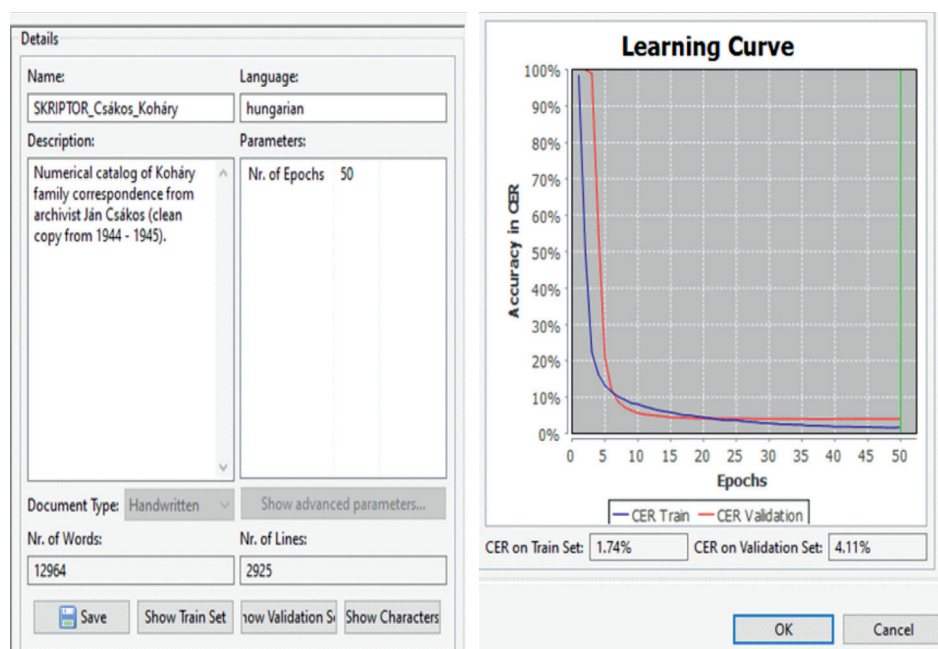 Details
Name:
Language:
SKRIPTOR_Csákos_Koháry
hungarian
Description:
Parameters:
Numerical catalog of Koháry
family correspondence from
archivist Ján Csákos (clean
copy from 1944 - 1945).
Nr. of Epochs 50
Document Type: Handwritten
Show advanced parameters...
Nr. of Words:
Nr. of Lines:
12964
2925
Save
Show Train Set
how Validation Se
Show Characters
Learning Curve
Accuracy in CER
100%
90%
80%
70%
60%
50%
40%
30%
20%
10%
0%
0 5 10 15 20 25 30 35 40 45 50
Epochs
CER Train CER Validation
CER on Train Set: 1.74% CER on Validation Set: 4.11%
OK
Cancel